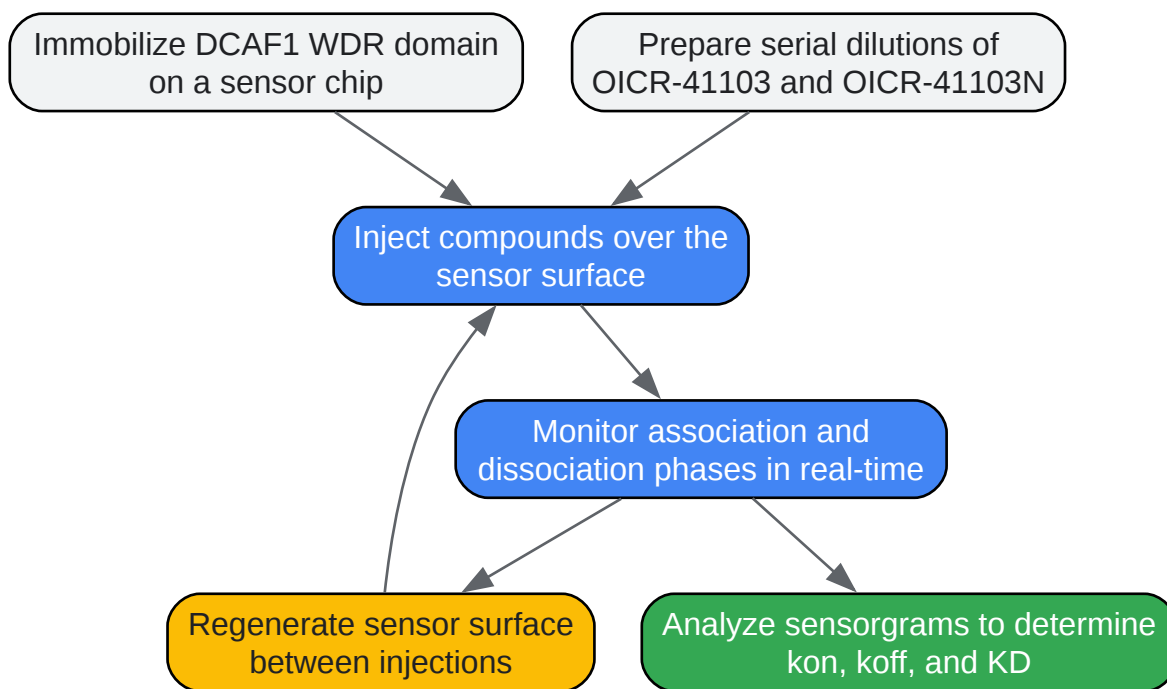 Immobilize DCAF1 WDR domain
on a sensor chip
Prepare serial dilutions of
OICR-41103 and OICR-41103N
Inject compounds over the
sensor surface
Monitor association and
dissociation phases in real-time
Regenerate sensor surface
between injections
Analyze sensorgrams to determine
kon, koff, and KD